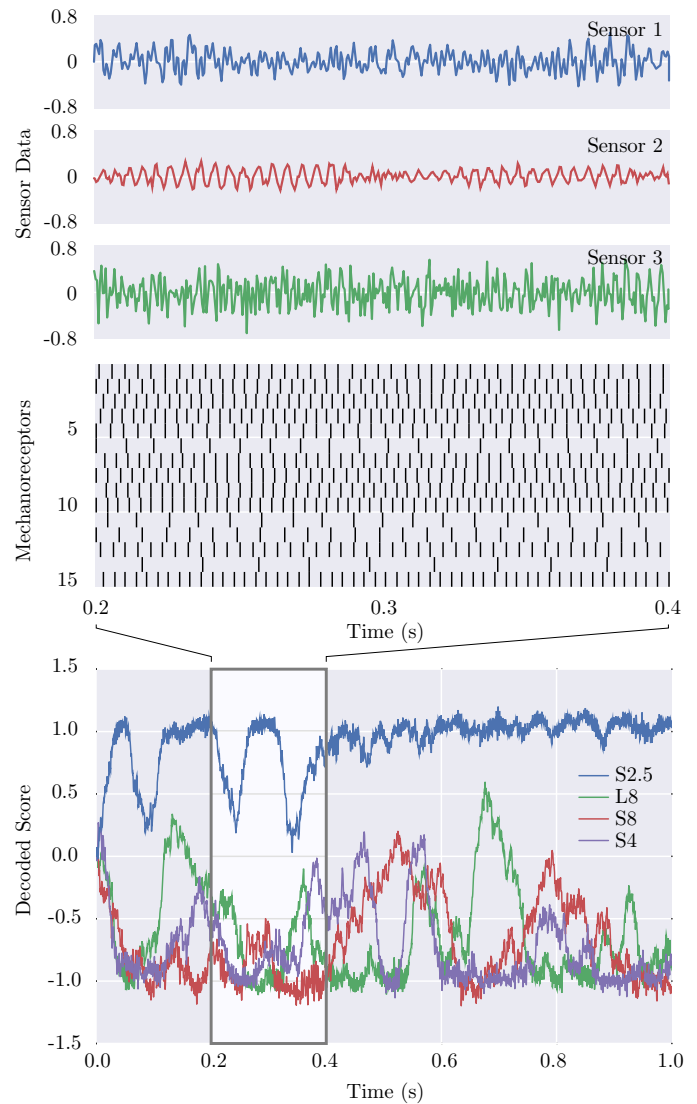 0.8
Sensor 1
0
-0.8
0.8
Sensor 2
0
-0.8
Sensor Data
0.8
Sensor 3
0
-0.8
Mechanoreceptors
5
10
15
0.2
0.3
0.4
Time (s)
1.5
1.0
0.5
0.0
-0.5
-1.0
-1.5
Decoded Score
S2.5
L8
S8
S4
0.0
0.2
0.4
0.6
0.8
1.0
Time (s)